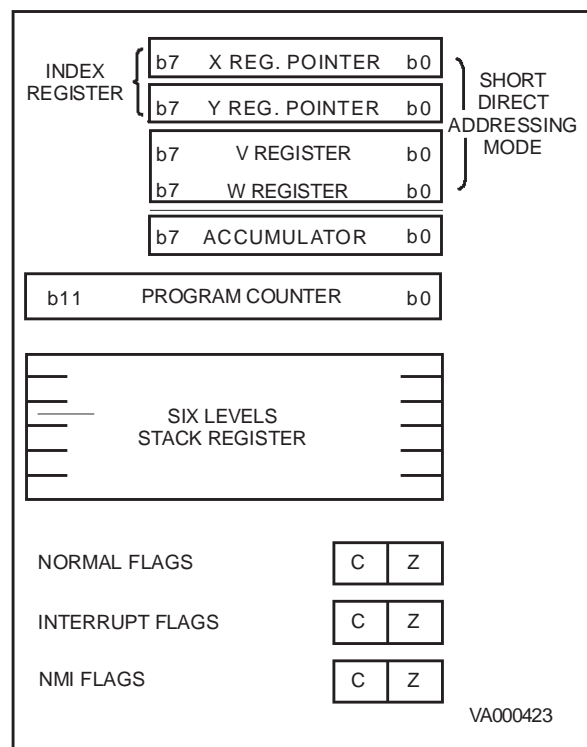 INDEX
REGISTER
b7 X REG. POINTER b0
b7 Y REG. POINTER b0
b7 V REGISTER b0
b7 W REGISTER b0
b7 ACCUMULATOR b0
SHORT
DIRECT
ADDRESSING
MODE
b11 PROGRAM COUNTER b0
SIX LEVELS
STACK REGISTER
NORMAL FLAGS C Z
INTERRUPT FLAGS C Z
NMI FLAGS C Z
VA000423